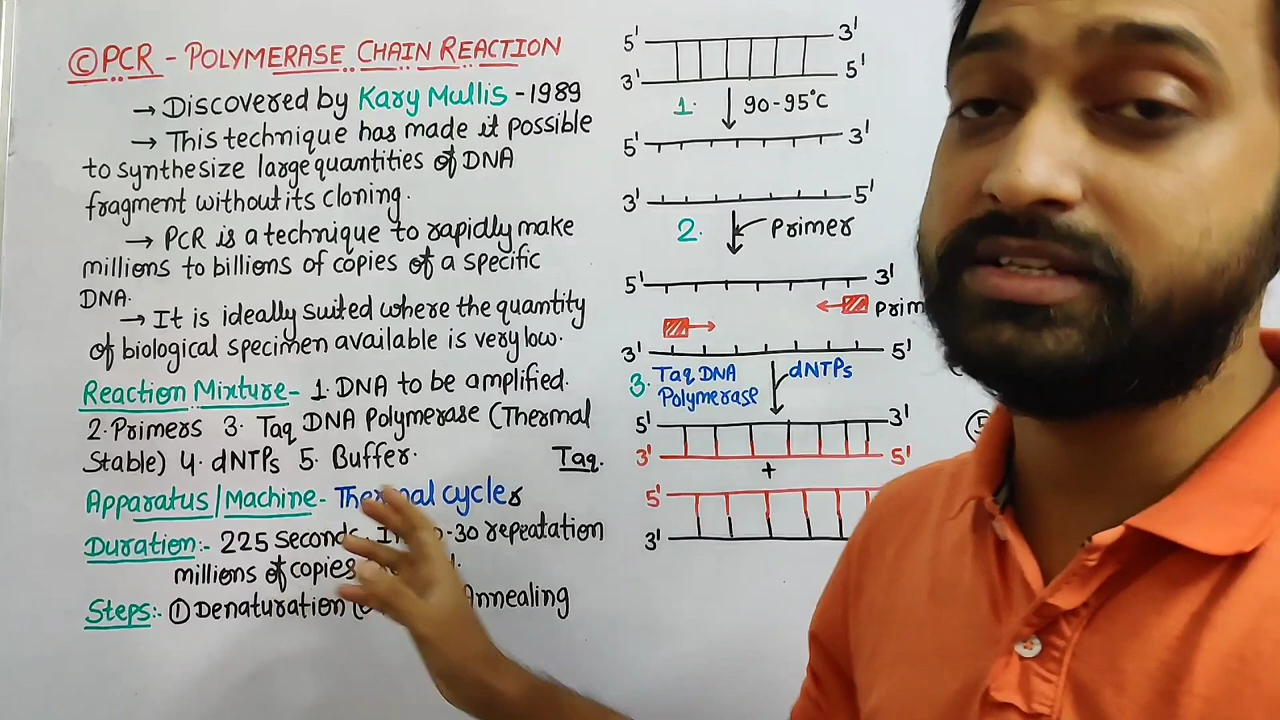 © PCR - POLYMERASE CHAIN REACTION
→ Discovered by Kary Mullis - 1989
→ This technique has made it possible
to synthesize large quantities of DNA
fragment without its cloning.
→ PCR is a technique to rapidly make
millions to billions of copies of a specific
DNA.
→ It is ideally suited where the quantity
of biological specimen available is very low.
Reaction Mixture - 1. DNA to be amplified.
2. Primers 3. Taq DNA Polymerase (Thermal
Stable) 4. dNTPs 5. Buffer.
Taq.
Apparatus/Machine - Thermal cycler
Duration:- 225 seconds. -30 repeatation
millions of copies
Steps:- ① Denaturation Annealing
5' 3'
3' 5'
1. 90-95°C
5' 3'
3' 5'
2. Primer
5' 3'
3' 5'
3. Taq DNA dNTPs
Polymerase
5' 3'
3' 5'
+
5'
3'